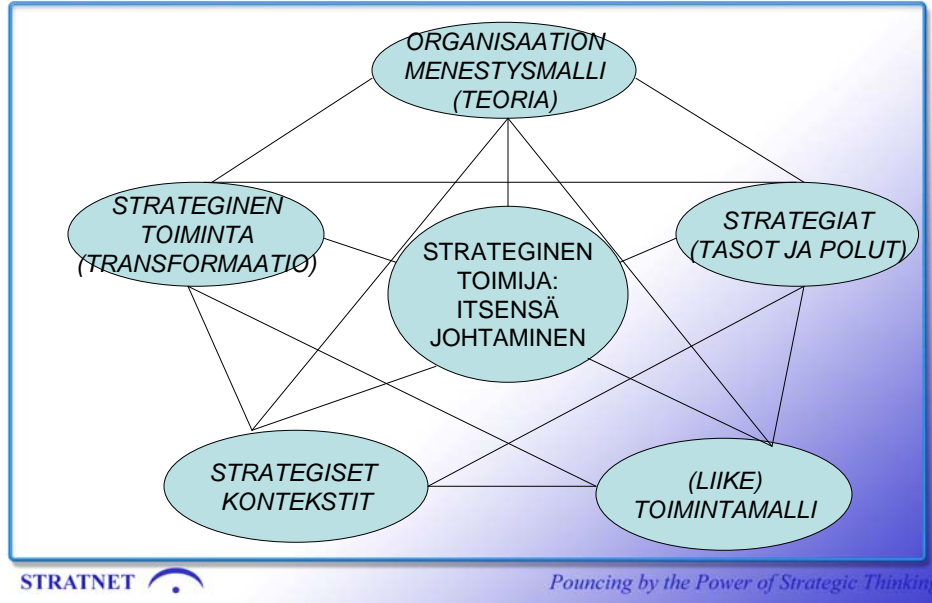 ORGANISAATION
MENESTYSMALLI
(TEORIA)
STRATEGINEN
TOIMINTA
(TRANSFORMAATIO)
STRATEGINEN
TOIMIJA:
ITSENSÄ
JOHTAMINEN
STRATEGIAT
(TASOT JA POLUT)
STRATEGISET
KONTEKSTIT
(LIIKE)
TOIMINTAMALLI
STRATNET
Pouncing by the Power of Strategic Thinking